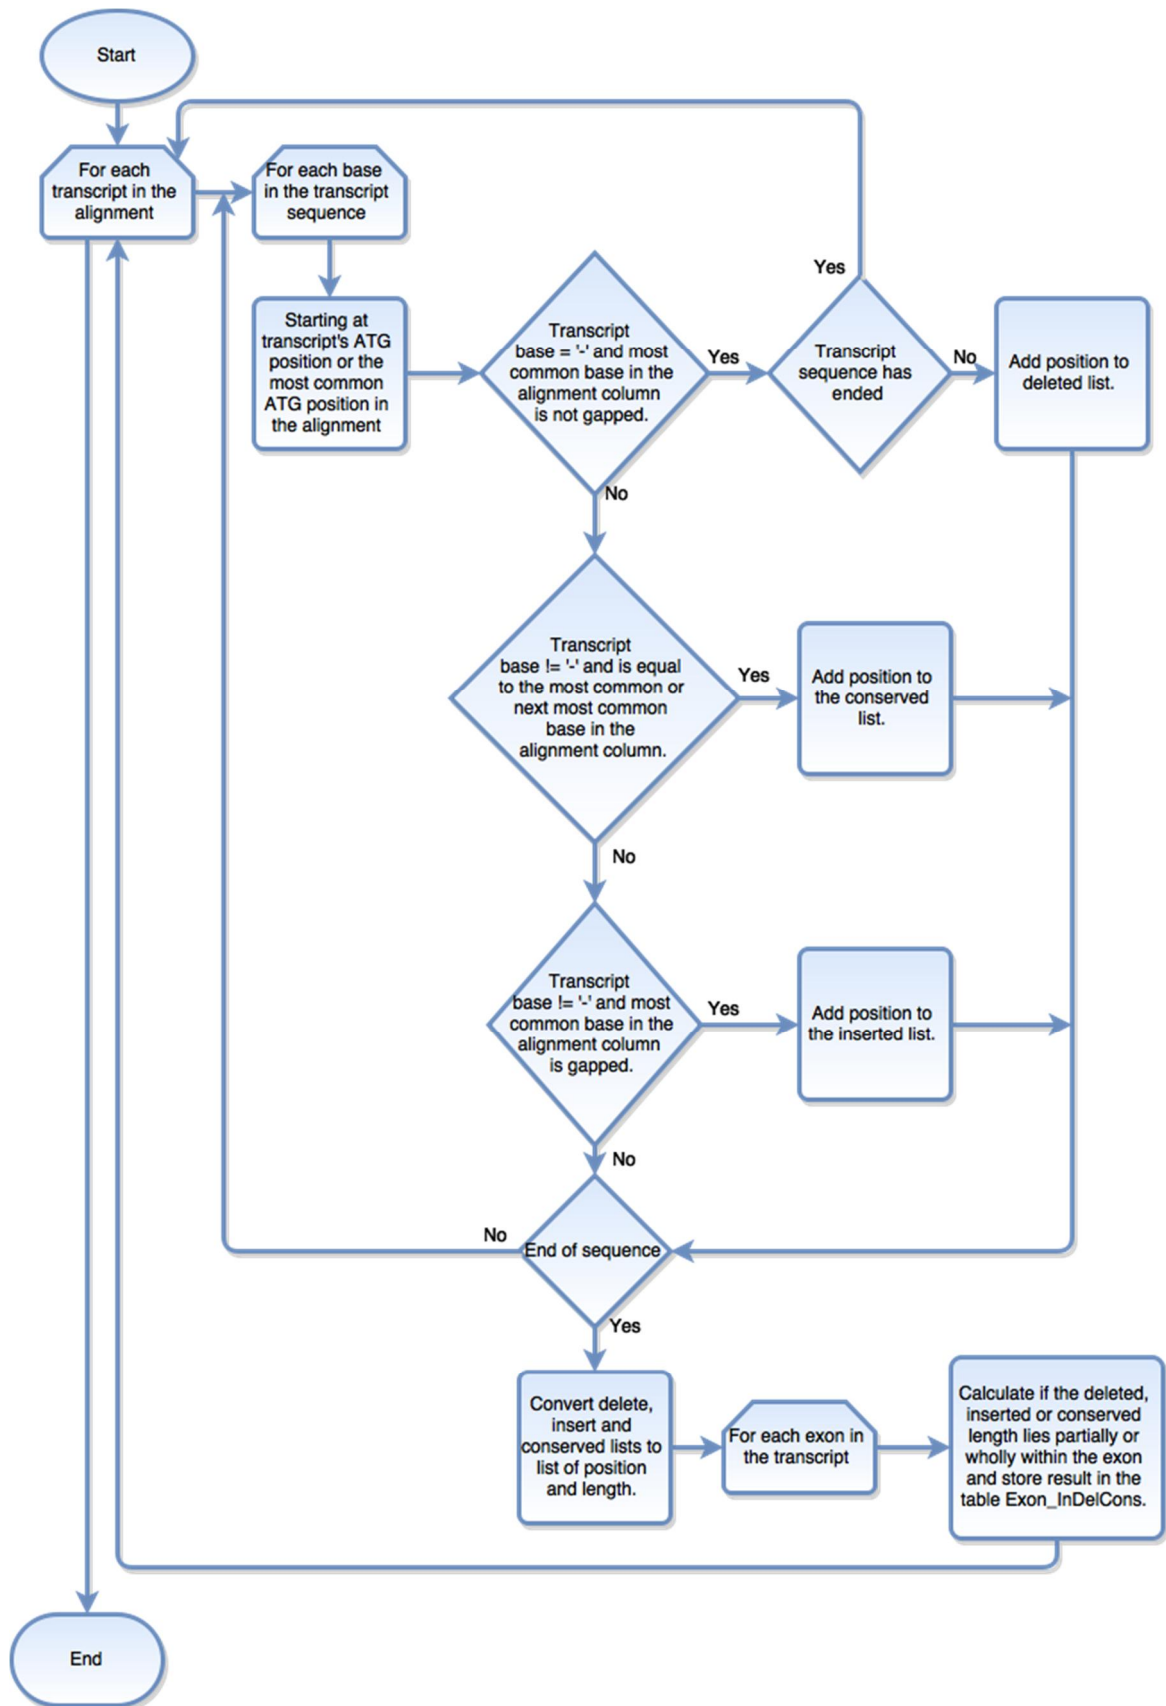 Start
For each
transcript in the
alignment
For each base
in the transcript
sequence
Starting at
transcript's ATG
position or the
most common
ATG position in
the alignment
Transcript
base = '-' and most
common base in the
alignment column
is not gapped.
Yes
Yes
Transcript
sequence has
ended
No
Add position to
deleted list.
No
Transcript
base != '-' and is equal
to the most common or
next most common
base in the
alignment column.
Yes
Add position to
the conserved
list.
No
Transcript
base != '-' and most
common base in the
alignment column
is gapped.
Yes
Add position to
the inserted list.
No
No
End of sequence
Yes
Convert delete,
insert and
conserved lists to
list of position
and length.
For each exon in
the transcript
Calculate if the deleted,
inserted or conserved
length lies partially or
wholly within the exon
and store result in the
table Exon_InDelCons.
End